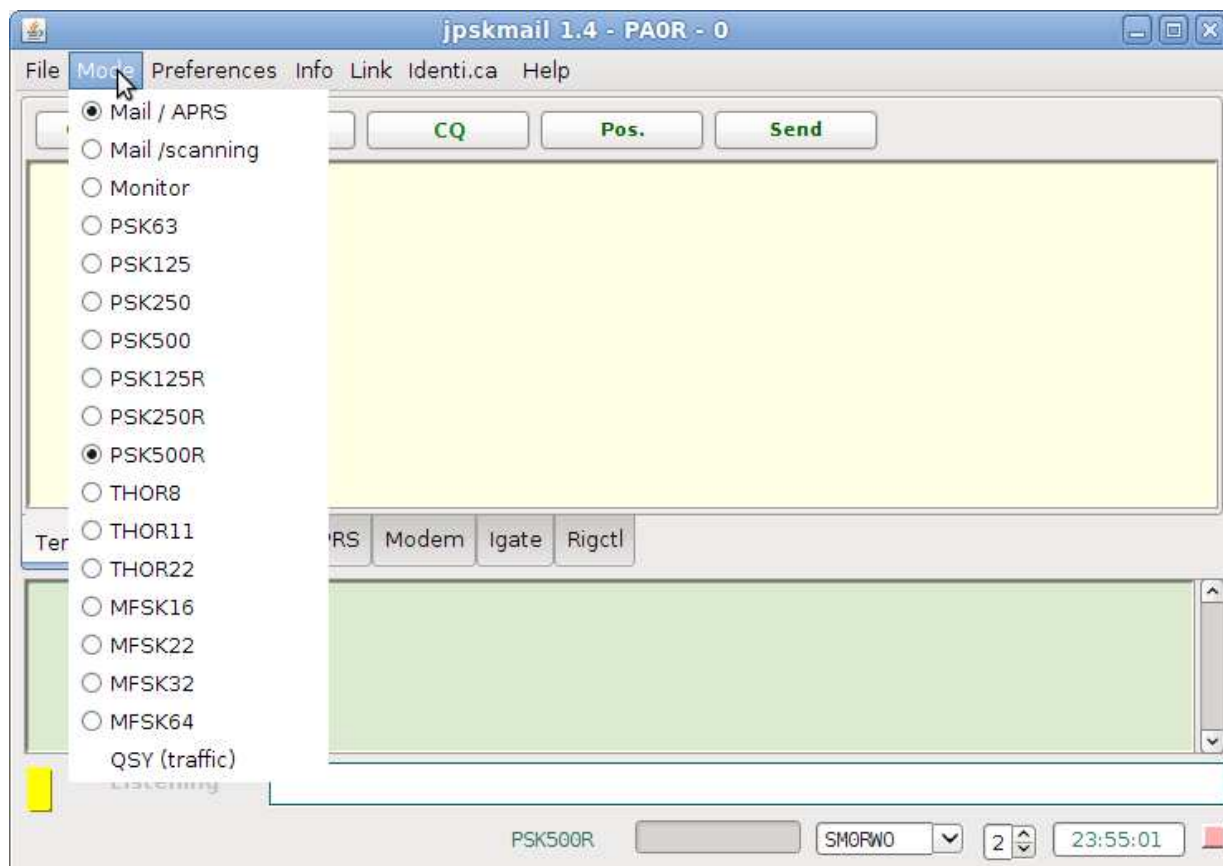 jpskmail 1.4 - PA0R - 0
File Mode Preferences Info Link Identi.ca Help
CQ Pos. Send
Mail / APRS
Mail /scanning
Monitor
PSK63
PSK125
PSK250
PSK500
PSK125R
PSK250R
PSK500R
THOR8
THOR11
THOR22
MFSK16
MFSK22
MFSK32
MFSK64
QSY (traffic)
Modem Igate Rigctl
Listening
PSK500R SM0RWO 2 23:55:01